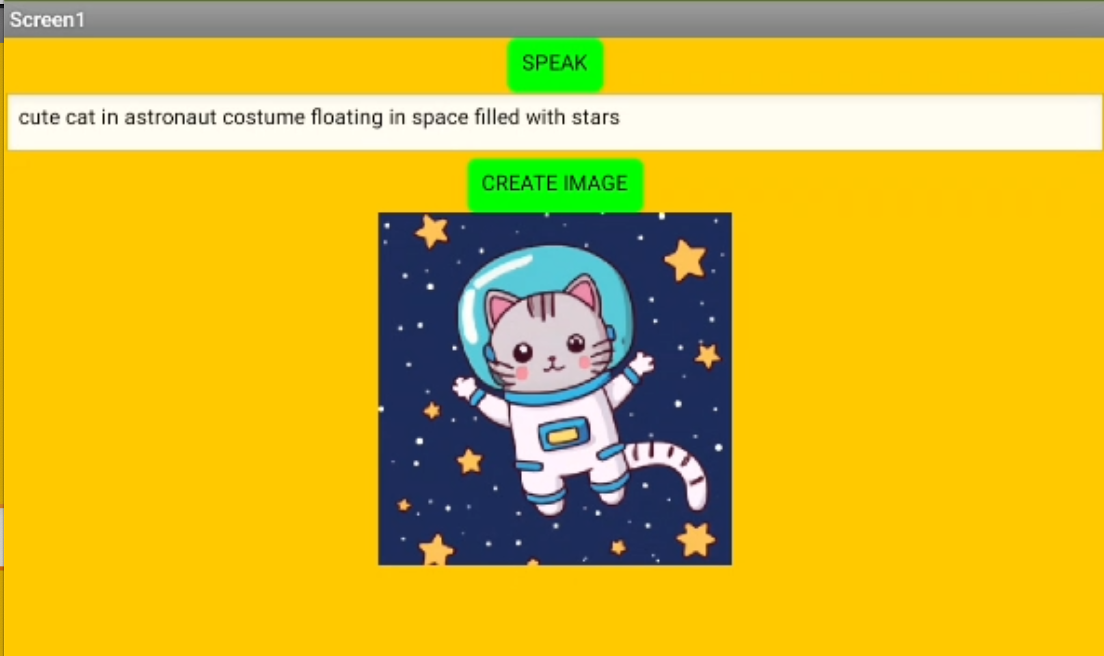 Screen1
SPEAK
cute cat in astronaut costume floating in space filled with stars
CREATE IMAGE